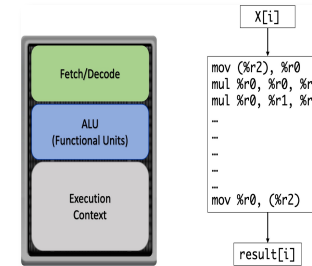 Fetch/Decode
ALU
(Functional Units)
Execution
Context
X[i]
mov (%r2), %r0
mul %r0, %r0,
mul %r0, %r1,
…
…
…
…
…
mov %r0, (%r2)
result[i]